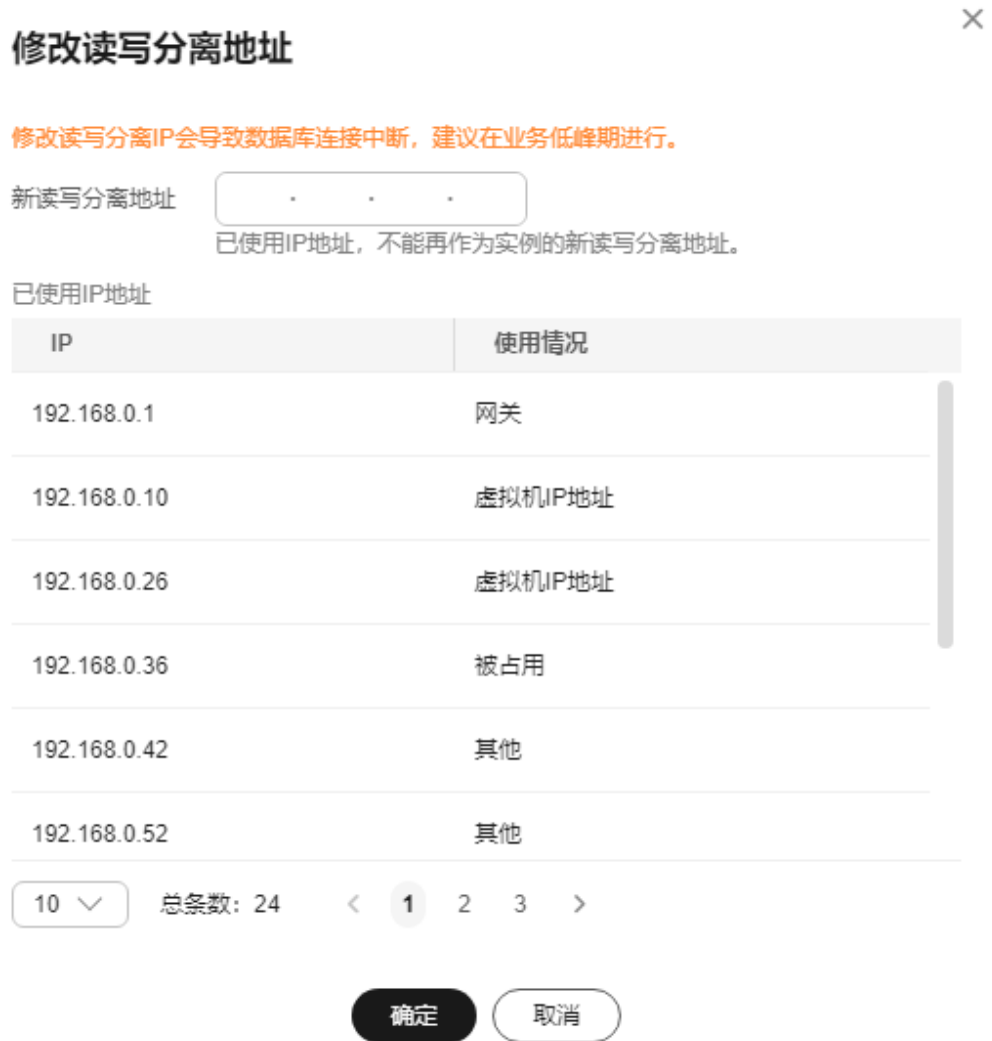 修改读写分离地址
修改读写分离IP会导致数据库连接中断，建议在业务低峰期进行。
新读写分离地址 . . .
已使用IP地址，不能再作为实例的新读写分离地址。
已使用IP地址
IP 使用情况
192.168.0.1 网关
192.168.0.10 虚拟机IP地址
192.168.0.26 虚拟机IP地址
192.168.0.36 被占用
192.168.0.42 其他
192.168.0.52 其他
10 总条数：24 < 1 2 3 >
确定 取消